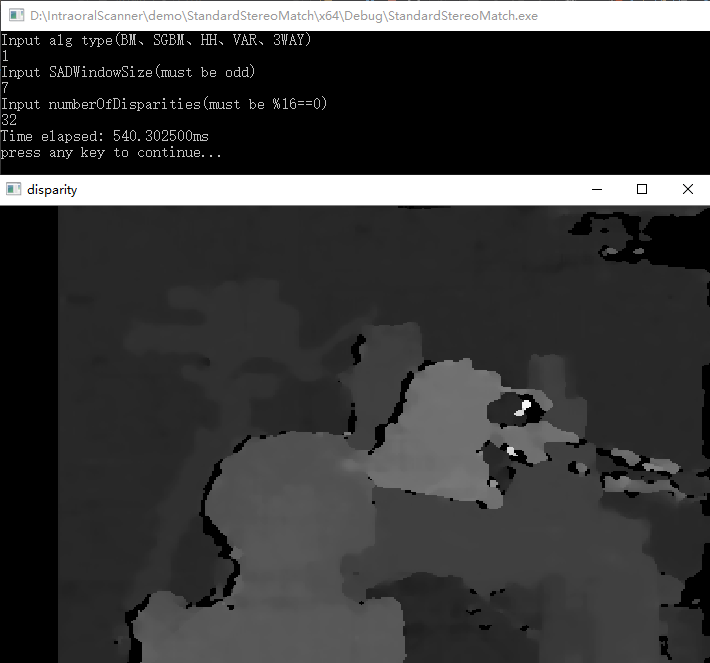 D:\IntraoralScanner\demo\StandardStereoMatch\x64\Debug\StandardStereoMatch.exe
Input alg type(BM、SGBM、HH、VAR、3WAY)
1
Input SADWindowSize(must be odd)
7
Input numberOfDisparities(must be %16==0)
32
Time elapsed: 540.302500ms
press any key to continue...
disparity